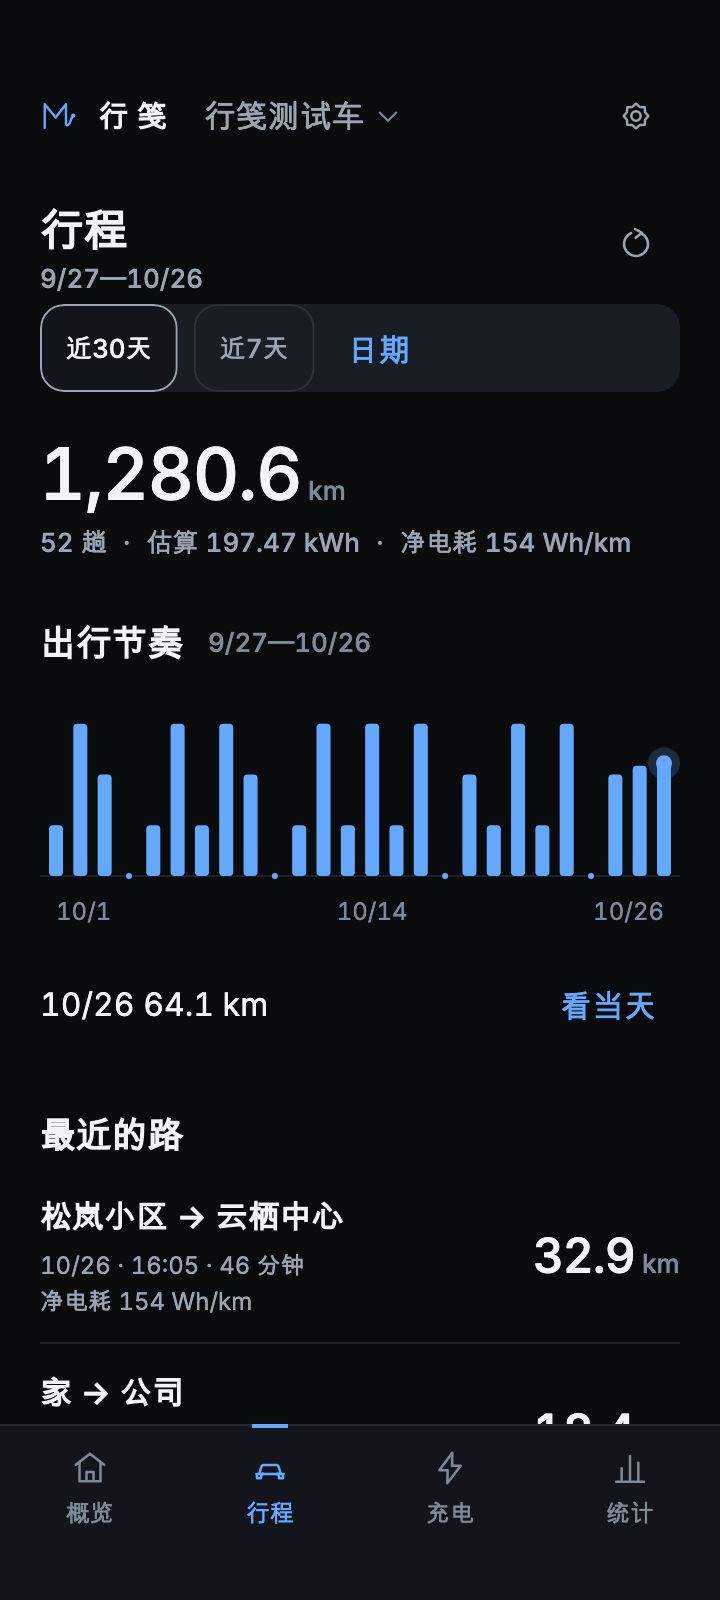 行笺 行笺测试车
行程
9/27—10/26
近30天 近7天 日期
1,280.6 km
52 趟 · 估算 197.47 kWh · 净电耗 154 Wh/km
出行节奏 9/27—10/26
10/1 10/14 10/26
10/26 64.1 km 看当天
最近的路
松岚小区 → 云栖中心
32.9 km
10/26 · 16:05 · 46 分钟
净电耗 154 Wh/km
家 → 公司
概览 行程 充电 统计